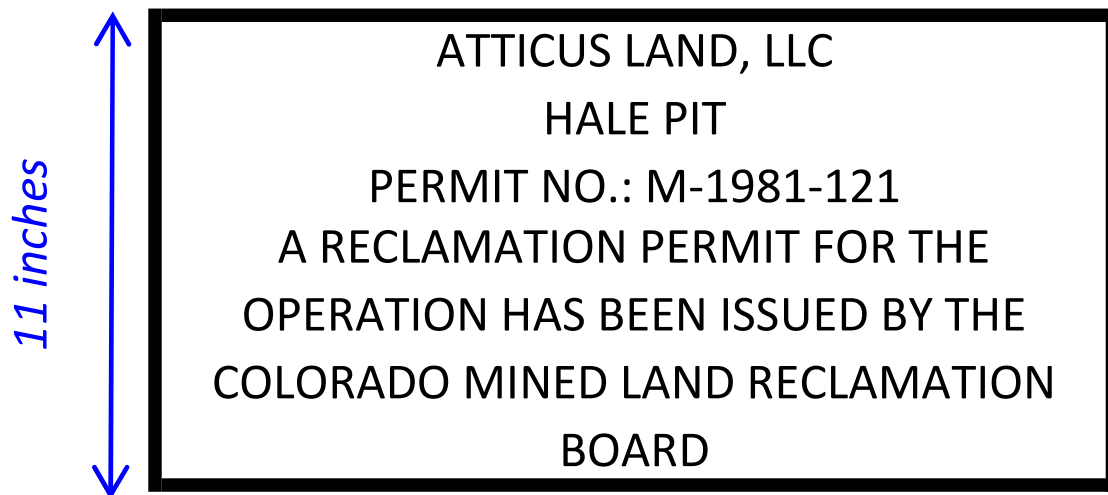 11 inches
ATTICUS LAND, LLC
HALE PIT
PERMIT NO.: M-1981-121
A RECLAMATION PERMIT FOR THE
OPERATION HAS BEEN ISSUED BY THE
COLORADO MINED LAND RECLAMATION
BOARD